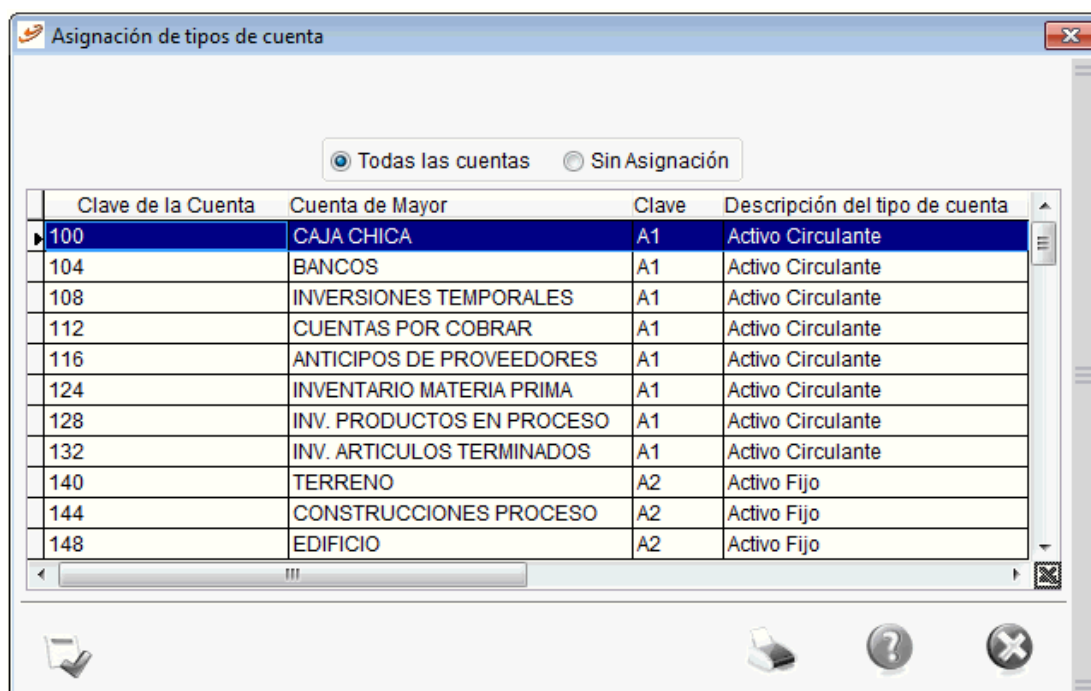 Asignación de tipos de cuenta
Todas las cuentas Sin Asignación
Clave de la Cuenta Cuenta de Mayor Clave Descripción del tipo de cuenta
100 CAJA CHICA A1 Activo Circulante
104 BANCOS A1 Activo Circulante
108 INVERSIONES TEMPORALES A1 Activo Circulante
112 CUENTAS POR COBRAR A1 Activo Circulante
116 ANTICIPOS DE PROVEEDORES A1 Activo Circulante
124 INVENTARIO MATERIA PRIMA A1 Activo Circulante
128 INV. PRODUCTOS EN PROCESO A1 Activo Circulante
132 INV. ARTICULOS TERMINADOS A1 Activo Circulante
140 TERRENO A2 Activo Fijo
144 CONSTRUCCIONES PROCESO A2 Activo Fijo
148 EDIFICIO A2 Activo Fijo